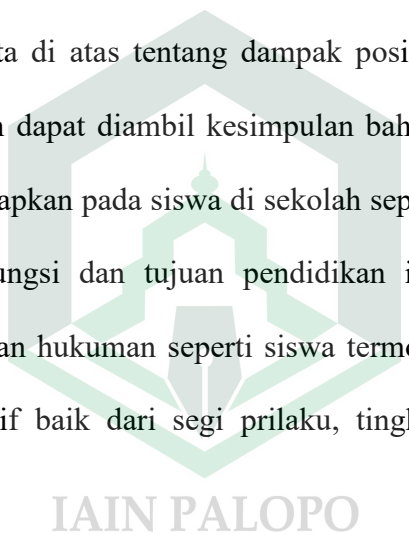 ta di atas tentang dampak posi
dapat diambil kesimpulan bah
apkan pada siswa di sekolah sep
ungsi dan tujuan pendidikan i
an hukuman seperti siswa termo
if baik dari segi prilaku, tingk
IAIN PALOPO